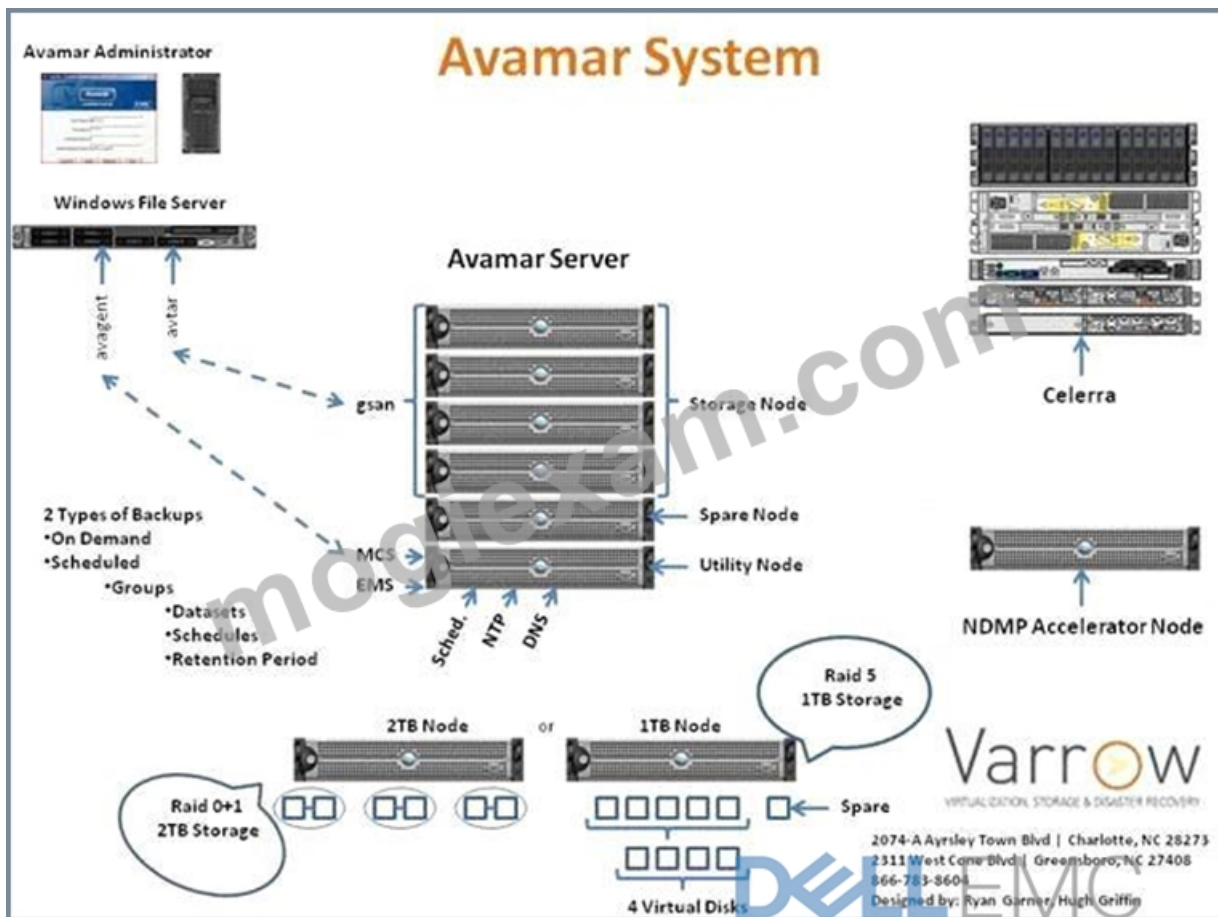 Avamar System
Avamar Administrator
Windows File Server
avagent
avtar
Avamar Server
gsan
Storage Node
Spare Node
Utility Node
MCS
EMS
Sched.
NTP
DNS
Celerra
NDMP Accelerator Node
2 Types of Backups
•On Demand
•Scheduled
•Groups
•Datasets
•Schedules
•Retention Period
2TB Node
or
1TB Node
Raid 5
1TB Storage
Raid 0+1
2TB Storage
Spare
4 Virtual Disks
Varrow
VIRTUALIZATION, STORAGE & DISASTER RECOVERY
2074-A Ayrsley Town Blvd | Charlotte, NC 28273
2311 West Cone Blvd | Greensboro, NC 27408
866-783-8604
Designed by: Ryan Garner, Hugh Griffin
DELL EMC
moglexam.com